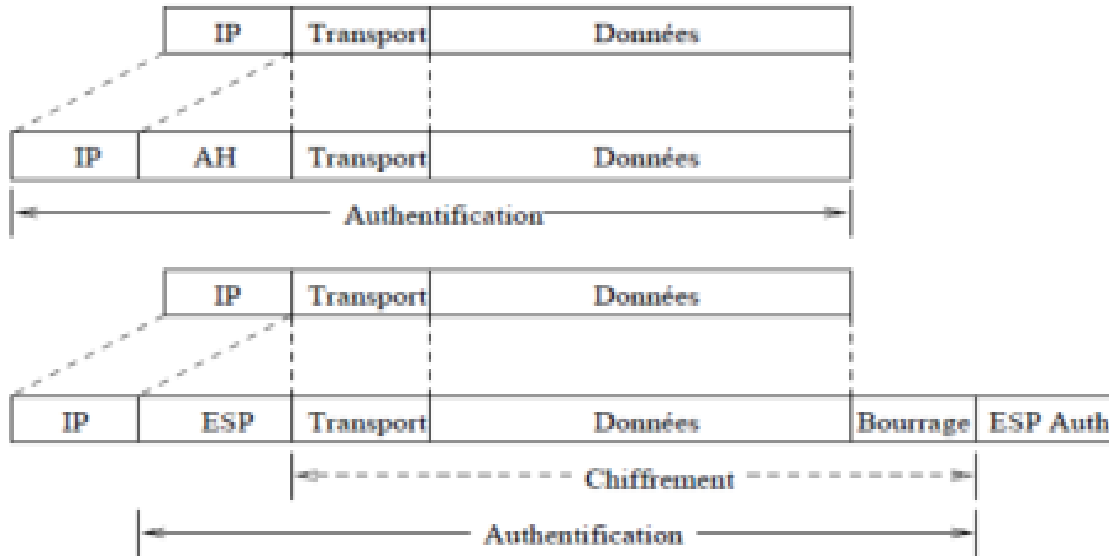 IP Transport Données
IP AH Transport Données
Authentification
IP Transport Données
IP ESP Transport Données Bourrage ESP Auth
Chiffrement
Authentification